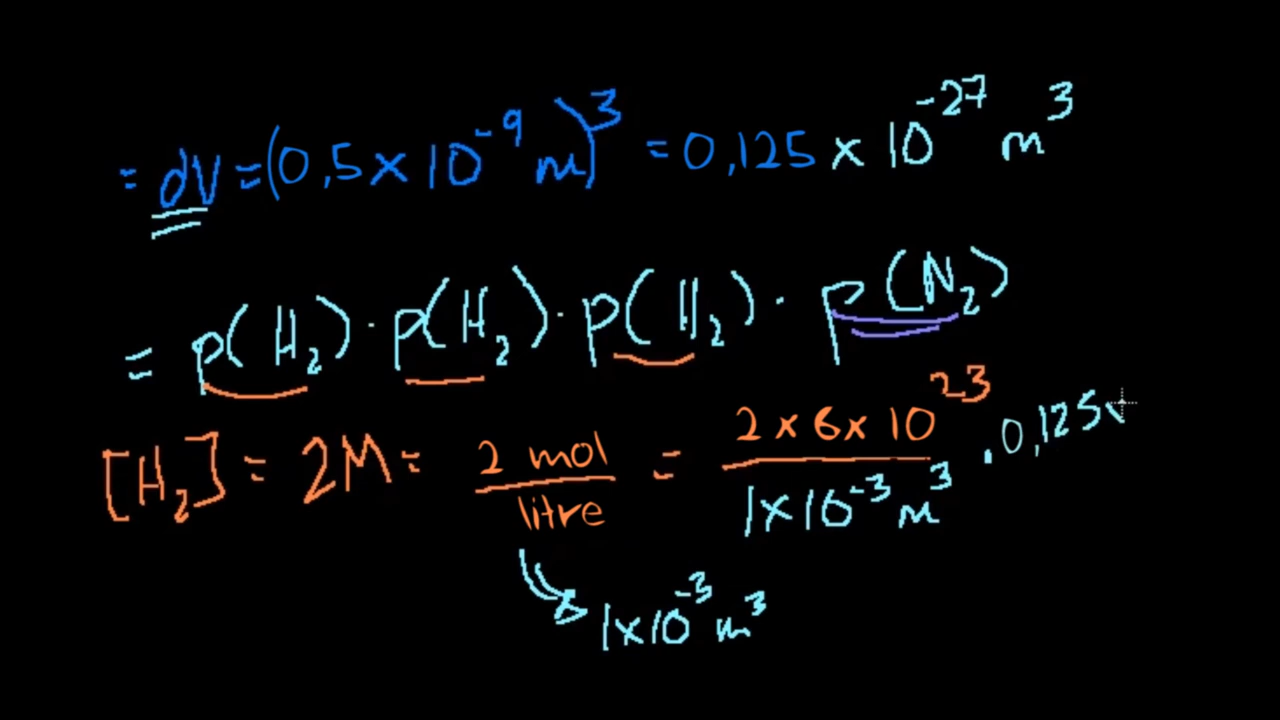 = dV = (0,5 x 10⁻⁹ m)³ = 0,125 x 10⁻²⁷ m³
= p(H₂) · p(H₂) · p(H₂) · p(N₂)
[H₂] = 2M = 2 mol / litre = 2 x 6 x 10²³ / 1 x 10⁻³ m³ · 0,125
1 x 10⁻³ m³